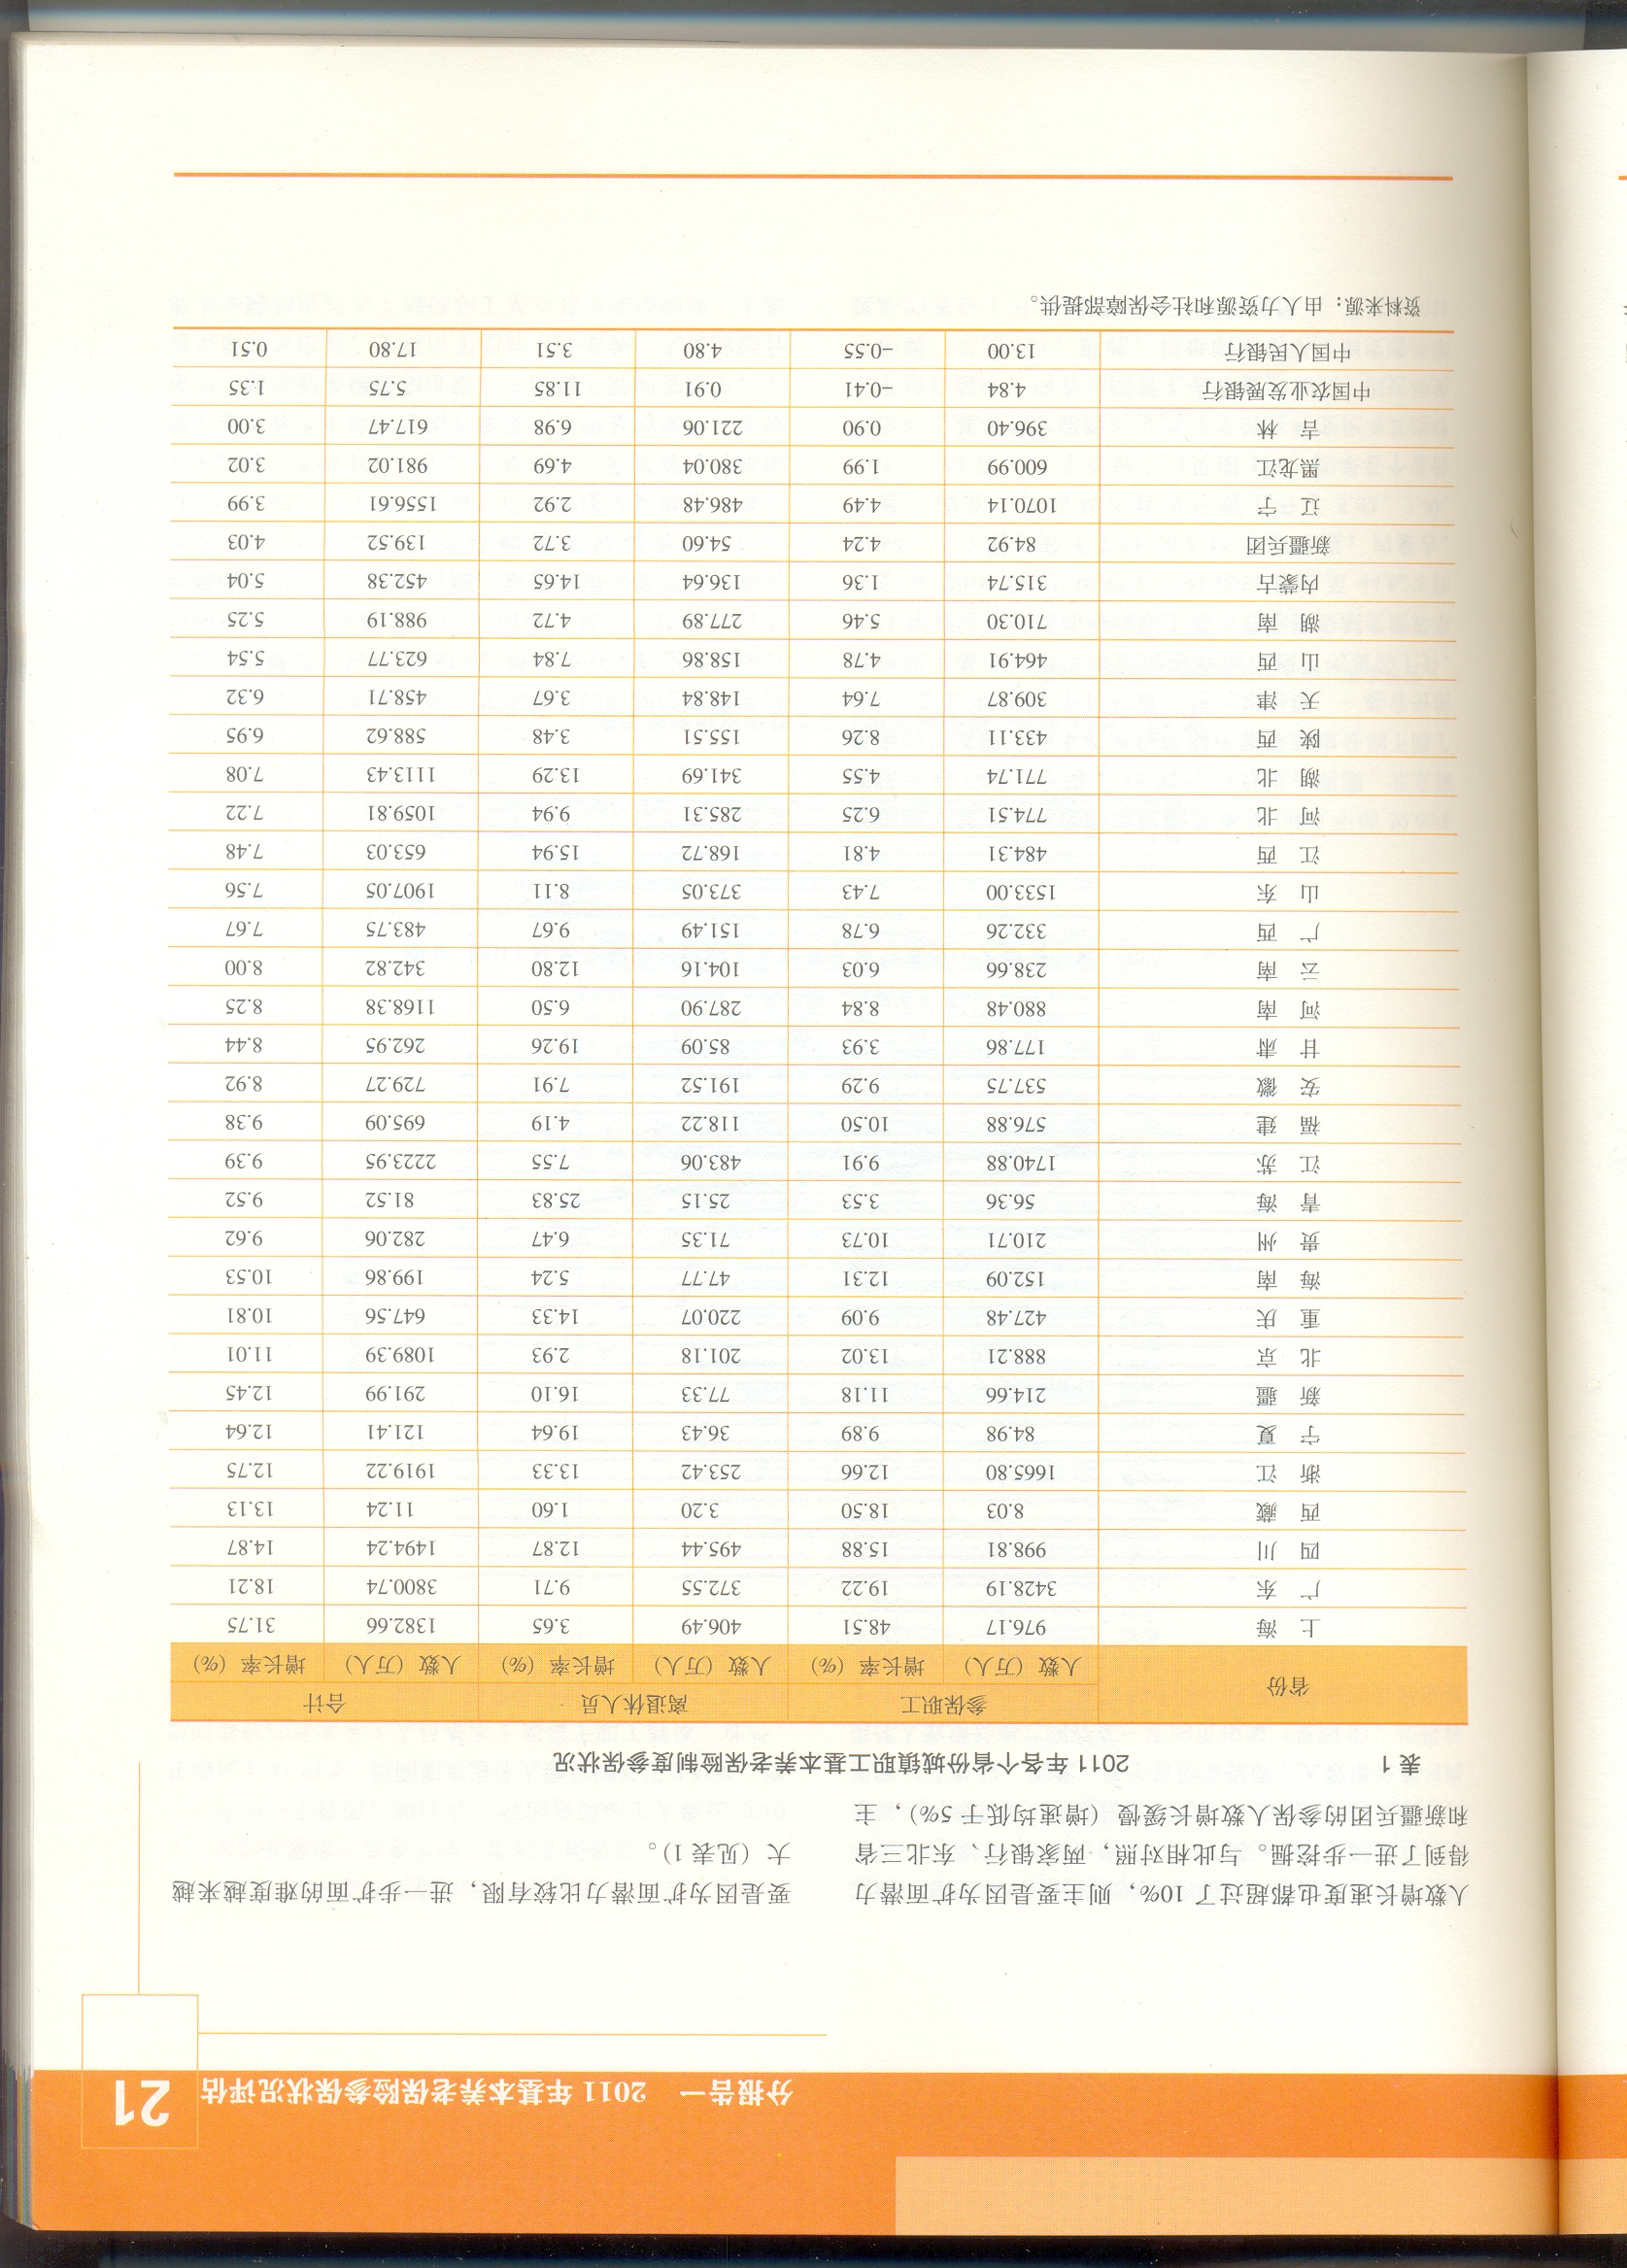 分报告一 2011 年基本养老保险参保状况评估 21
人数增长速度也都超过了 10%，则主要是因为扩面潜力
得到了进一步挖掘。与此相对照，两家银行、东北三省
和新疆兵团的参保人数增长缓慢（增速均低于 5%），主
要是因为扩面潜力比较有限，进一步扩面的难度越来越
大（见表 1）。
表 1 2011 年各个省份城镇职工基本养老保险制度参保状况
省份 参保职工 离退休人员 合计
人数（万人） 增长率（%） 人数（万人） 增长率（%） 人数（万人） 增长率（%）
上 海 976.17 48.51 406.49 3.65 1382.66 31.75
广 东 3428.19 19.22 372.55 9.71 3800.74 18.21
四 川 998.81 15.88 495.44 12.87 1494.24 14.87
西 藏 8.03 18.50 3.20 1.60 11.24 13.13
浙 江 1665.80 12.66 253.42 13.33 1919.22 12.75
宁 夏 84.98 9.89 36.43 19.64 121.41 12.64
新 疆 214.66 11.18 77.33 16.10 291.99 12.45
北 京 888.21 13.02 201.18 2.93 1089.39 11.01
重 庆 427.48 9.09 220.07 14.33 647.56 10.81
海 南 152.09 12.31 47.77 5.24 199.86 10.53
贵 州 210.71 10.73 71.35 6.47 282.06 9.62
青 海 56.36 3.53 25.15 25.83 81.52 9.52
江 苏 1740.88 9.91 483.06 7.55 2223.95 9.39
福 建 576.88 10.50 118.22 4.19 695.09 9.38
安 徽 537.75 9.29 191.52 7.91 729.27 8.92
甘 肃 177.86 3.93 85.09 19.26 262.95 8.44
河 南 880.48 8.84 287.90 6.50 1168.38 8.25
云 南 238.66 6.03 104.16 12.80 342.82 8.00
广 西 332.26 6.78 151.49 9.67 483.75 7.67
山 东 1533.00 7.43 373.05 8.11 1907.05 7.56
江 西 484.31 4.81 168.72 15.94 653.03 7.48
河 北 774.51 6.25 285.31 9.94 1059.81 7.22
湖 北 771.74 4.55 341.69 13.29 1113.43 7.08
陕 西 433.11 8.26 155.51 3.48 588.62 6.95
天 津 309.87 7.64 148.84 3.67 458.71 6.32
山 西 464.91 4.78 158.86 7.84 623.77 5.54
湖 南 710.30 5.46 277.89 4.72 988.19 5.25
内蒙古 315.74 1.36 136.64 14.65 452.38 5.04
新疆兵团 84.92 4.24 54.60 3.72 139.52 4.03
辽 宁 1070.14 4.49 486.48 2.92 1556.61 3.99
黑龙江 600.99 1.99 380.04 4.69 981.02 3.02
吉 林 396.40 0.90 221.06 6.98 617.47 3.00
中国农业发展银行 4.84 -0.41 0.91 11.85 5.75 1.35
中国人民银行 13.00 -0.55 4.80 3.51 17.80 0.51
资料来源：由人力资源和社会保障部提供。